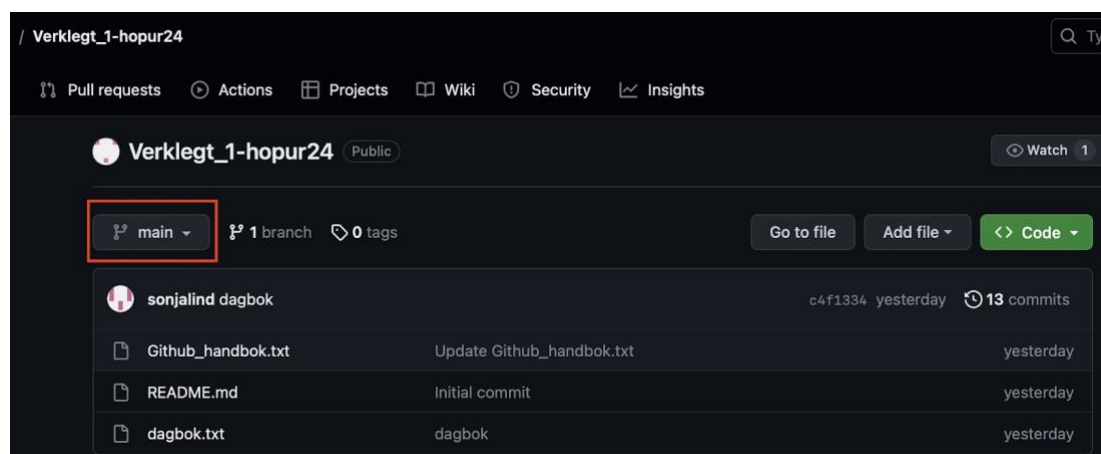 / Verklegt_1-hopur24
Pull requests Actions Projects Wiki Security Insights
Verklegt_1-hopur24 Public Watch 1
main 1 branch 0 tags Go to file Add file <> Code
sonjalind dagbok c4f1334 yesterday 13 commits
Github_handbok.txt Update Github_handbok.txt yesterday
README.md Initial commit yesterday
dagbok.txt dagbok yesterday